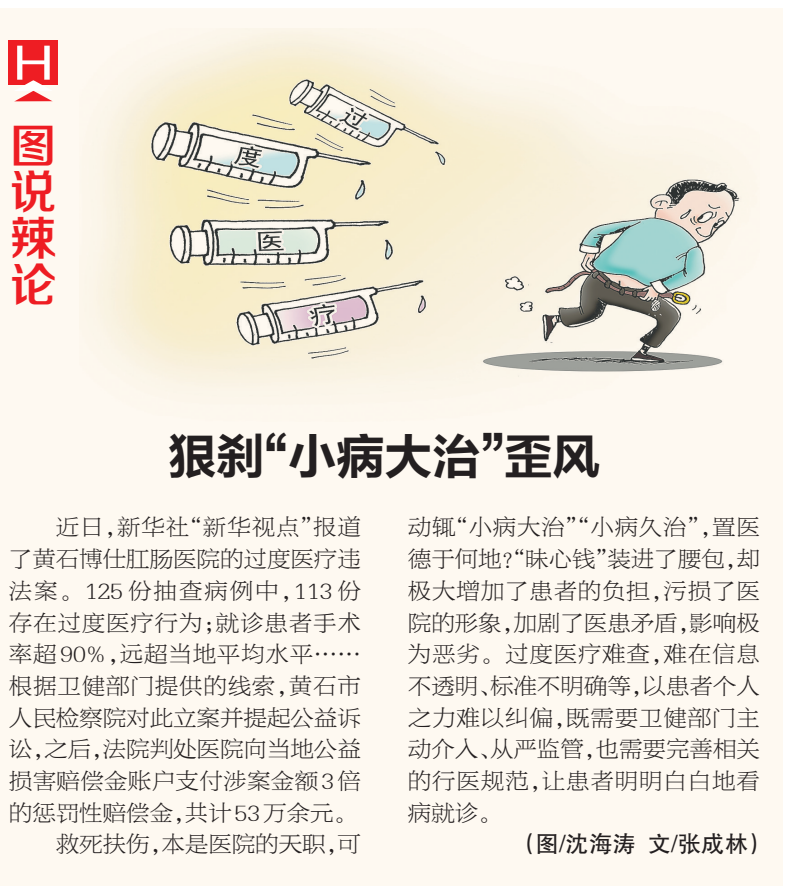 H
图说辣论
过
度
医
疗
狠刹“小病大治”歪风
近日,新华社“新华视点”报道
了黄石博仕肛肠医院的过度医疗违
法案。125份抽查病例中,113份
存在过度医疗行为;就诊患者手术
率超90%,远超当地平均水平……
根据卫健部门提供的线索,黄石市
人民检察院对此立案并提起公益诉
讼,之后,法院判处医院向当地公益
损害赔偿金账户支付涉案金额3倍
的惩罚性赔偿金,共计53万余元。
救死扶伤,本是医院的天职,可
动辄“小病大治”“小病久治”,置医
德于何地?“昧心钱”装进了腰包,却
极大增加了患者的负担,污损了医
院的形象,加剧了医患矛盾,影响极
为恶劣。过度医疗难查,难在信息
不透明、标准不明确等,以患者个人
之力难以纠偏,既需要卫健部门主
动介入、从严监管,也需要完善相关
的行医规范,让患者明明白白地看
病就诊。
(图/沈海涛 文/张成林)